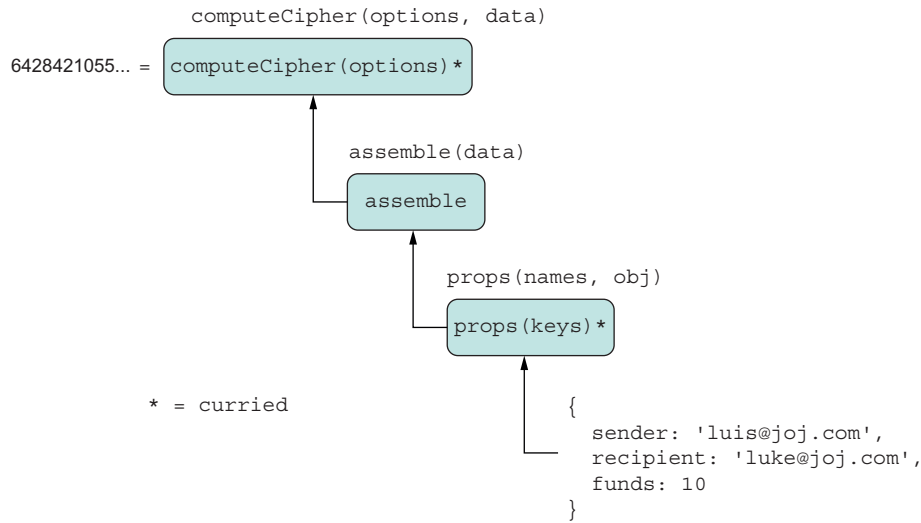 computeCipher(options, data)
6428421055... = computeCipher(options)*
assemble(data)
assemble
props(names, obj)
props(keys)*
* = curried
{
sender: 'luis@joj.com',
recipient: 'luke@joj.com',
funds: 10
}